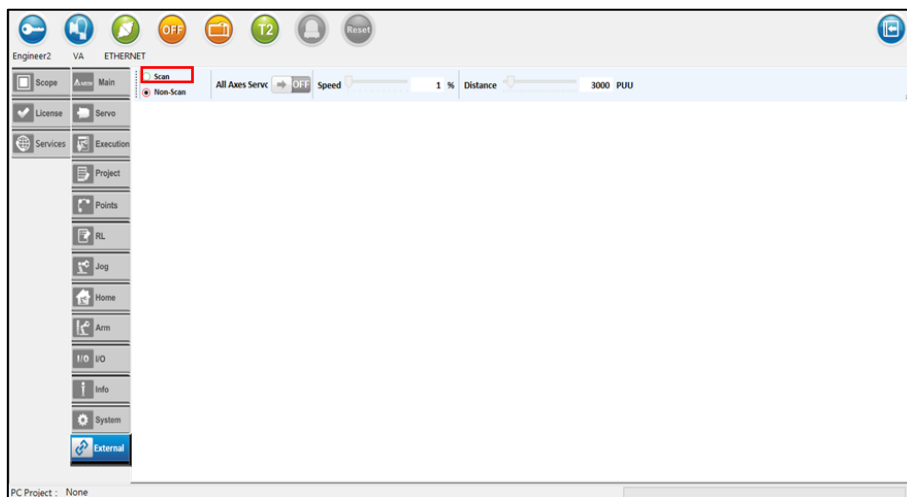 OFF
T2
Reset
Engineer2 VA ETHERNET
Scope
License
Services
Main
Servo
Execution
Project
Points
RL
Jog
Home
Arm
I/O I/O
Info
System
External
Scan
Non-Scan
All Axes Servc OFF Speed 1 % Distance 3000 PUU
PC Project : None